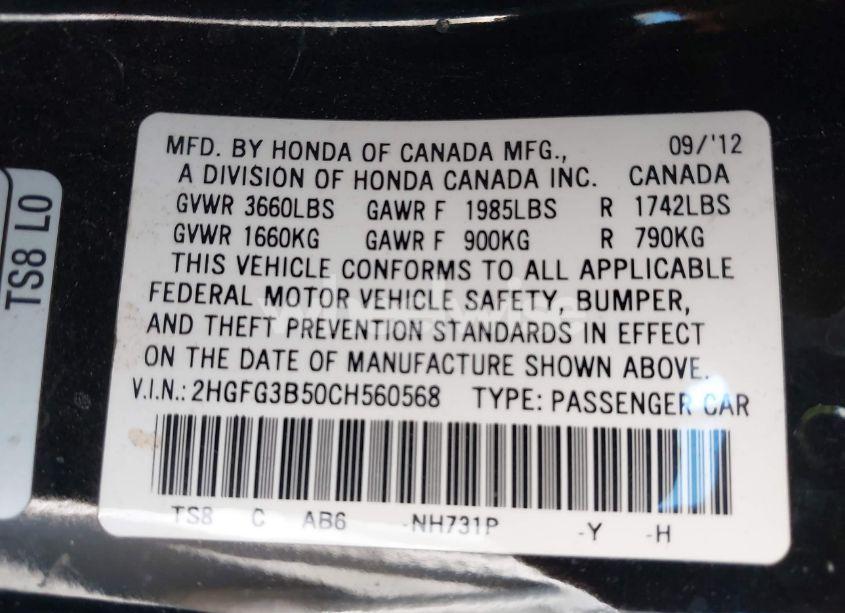 MFD. BY HONDA OF CANADA MFG., 09/'12
A DIVISION OF HONDA CANADA INC. CANADA
GVWR 3660LBS GAWR F 1985LBS R 1742LBS
GVWR 1660KG GAWR F 900KG R 790KG
THIS VEHICLE CONFORMS TO ALL APPLICABLE
FEDERAL MOTOR VEHICLE SAFETY, BUMPER,
AND THEFT PREVENTION STANDARDS IN EFFECT
ON THE DATE OF MANUFACTURE SHOWN ABOVE.
V.I.N.: 2HGFG3B50CH560568 TYPE: PASSENGER CAR
TS8 C AB6 -NH731P -Y -H
TS8 L0